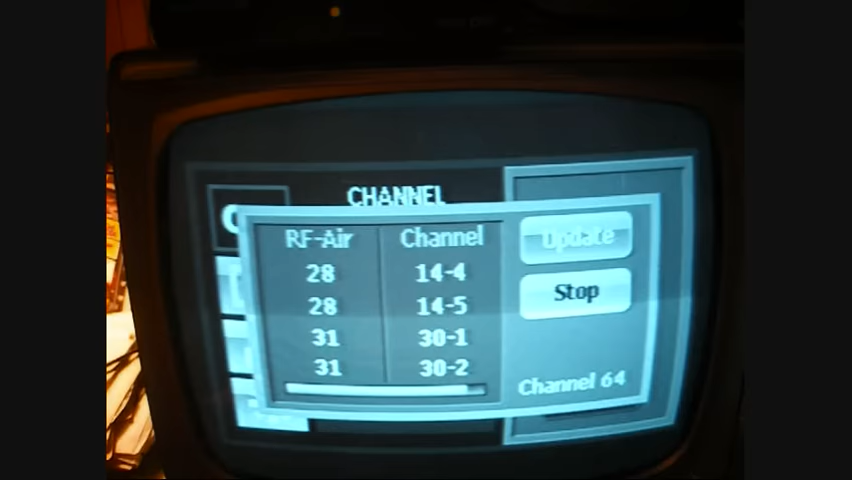 CHANNEL
RF-Air Channel
28 14-4
28 14-5
31 30-1
31 30-2
Update
Stop
Channel 64